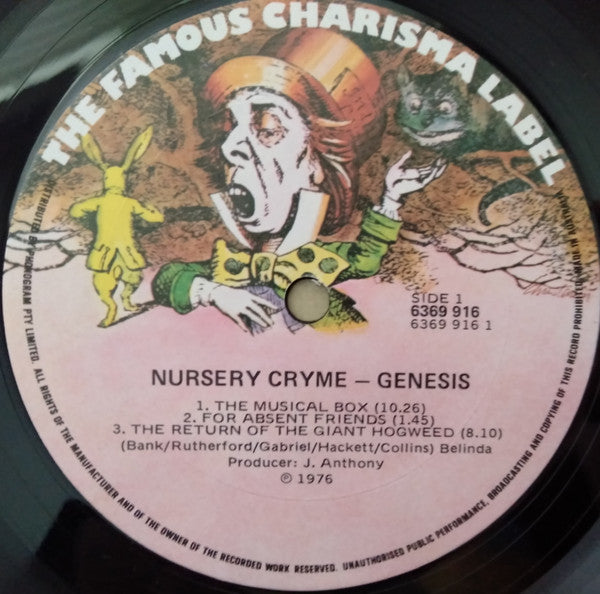 THE FAMOUS CHARISMA LABEL
SIDE 1
6369 916
6369 916 1
NURSERY CRYME – GENESIS
1. THE MUSICAL BOX (10.26)
2. FOR ABSENT FRIENDS (1.45)
3. THE RETURN OF THE GIANT HOGWEED (8.10)
(Bank/Rutherford/Gabriel/Hackett/Collins) Belinda
Producer: J. Anthony
℗ 1976
DISTRIBUTED BY PHONOGRAM PTY LIMITED. ALL RIGHTS OF THE MANUFACTURER AND OF THE OWNER OF THE RECORDED WORK RESERVED. UNAUTHORISED PUBLIC PERFORMANCE, BROADCASTING AND COPYING OF THIS RECORD PROHIBITED.